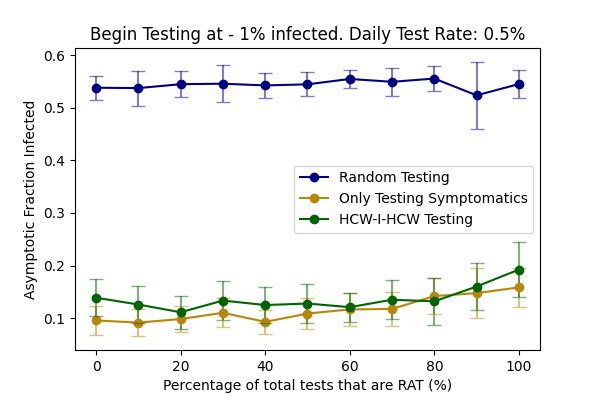 Begin Testing at - 1% infected. Daily Test Rate: 0.5%
Asymptotic Fraction Infected
0.6
0.5
0.4
0.3
0.2
0.1
Random Testing
Only Testing Symptomatics
HCW-I-HCW Testing
0 20 40 60 80 100
Percentage of total tests that are RAT (%)